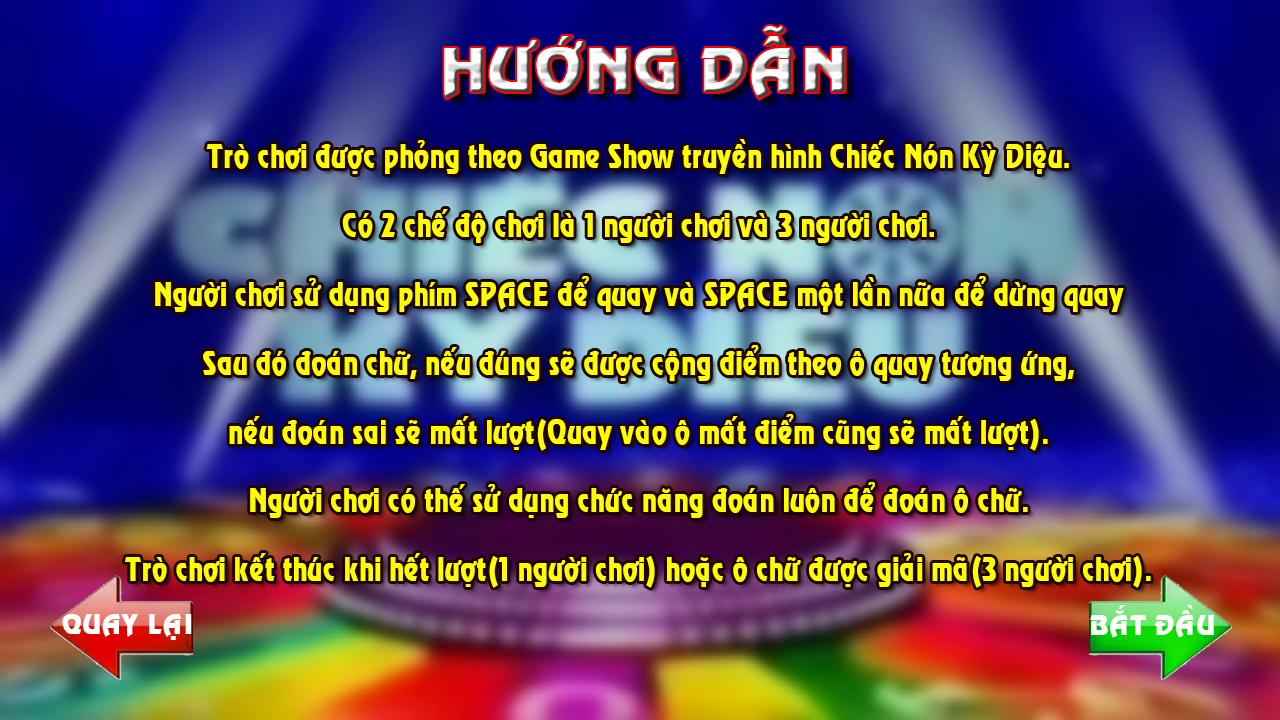 HƯỚNG DẪN
Trò chơi được phỏng theo Game Show truyền hình Chiếc Nón Kỳ Diệu.
Có 2 chế độ chơi là 1 người chơi và 3 người chơi.
Người chơi sử dụng phím SPACE để quay và SPACE một lần nữa để dừng quay
Sau đó đoán chữ, nếu đúng sẽ được cộng điểm theo ô quay tương ứng,
nếu đoán sai sẽ mất lượt(Quay vào ô mất điểm cũng sẽ mất lượt).
Người chơi có thế sử dụng chức năng đoán luôn để đoán ô chữ.
Trò chơi kết thúc khi hết lượt(1 người chơi) hoặc ô chữ được giải mã(3 người chơi).
QUAY LẠI
BẮT ĐẦU
CHIẾC NÓN
KỲ DIỆU